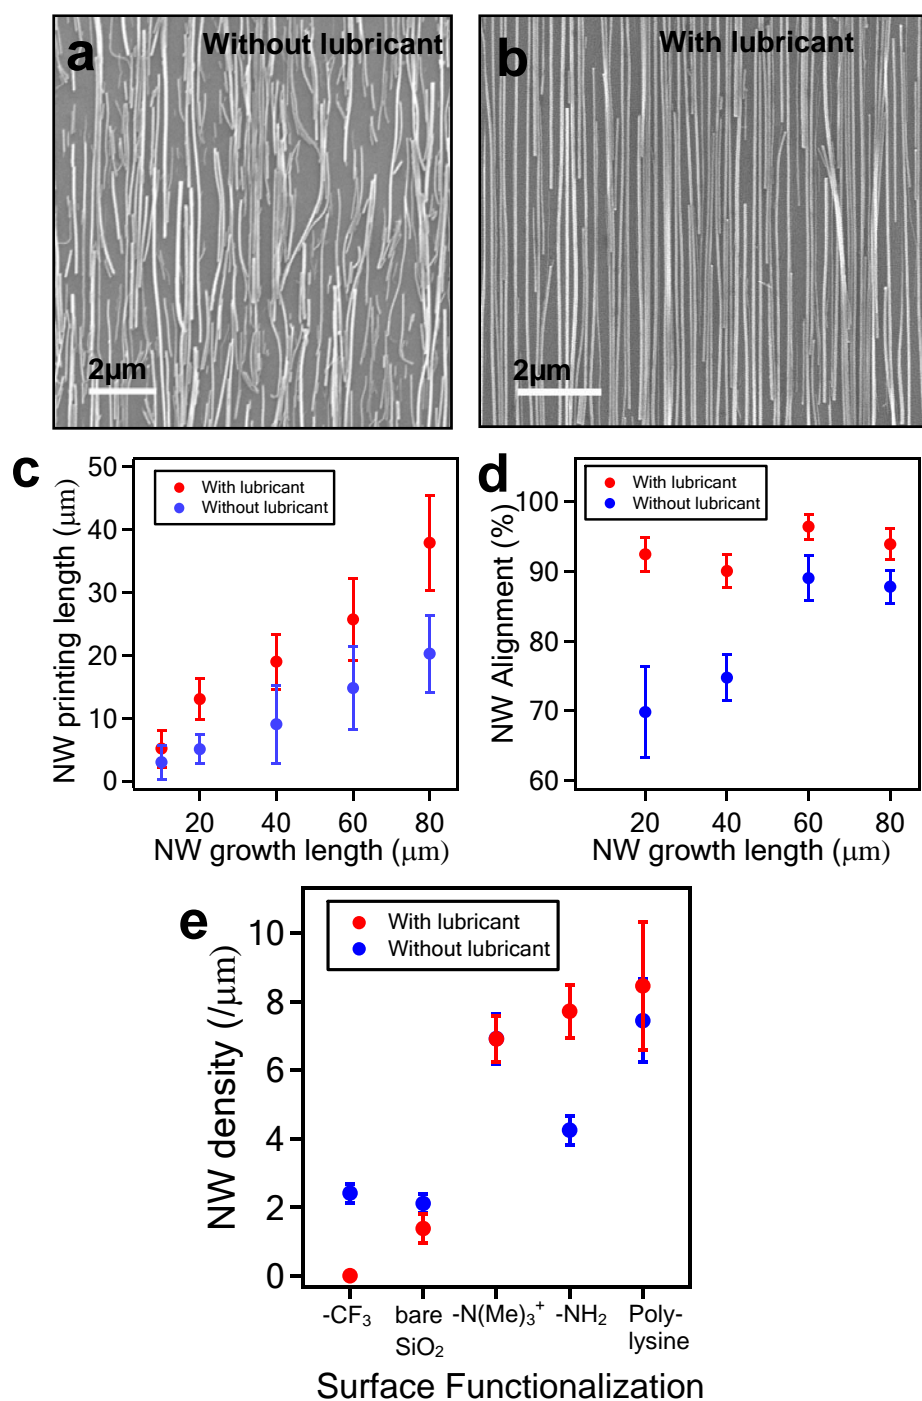 a
Without lubricant
2μm
b
With lubricant
2μm
c
NW printing length (μm)
50
40
30
20
10
0
With lubricant
Without lubricant
20 40 60 80
NW growth length (μm)
d
NW Alignment (%)
100
90
80
70
60
With lubricant
Without lubricant
20 40 60 80
NW growth length (μm)
e
NW density (/μm)
10
8
6
4
2
0
With lubricant
Without lubricant
-CF₃
bare
SiO₂
-N(Me)₃⁺
-NH₂
Poly-
lysine
Surface Functionalization